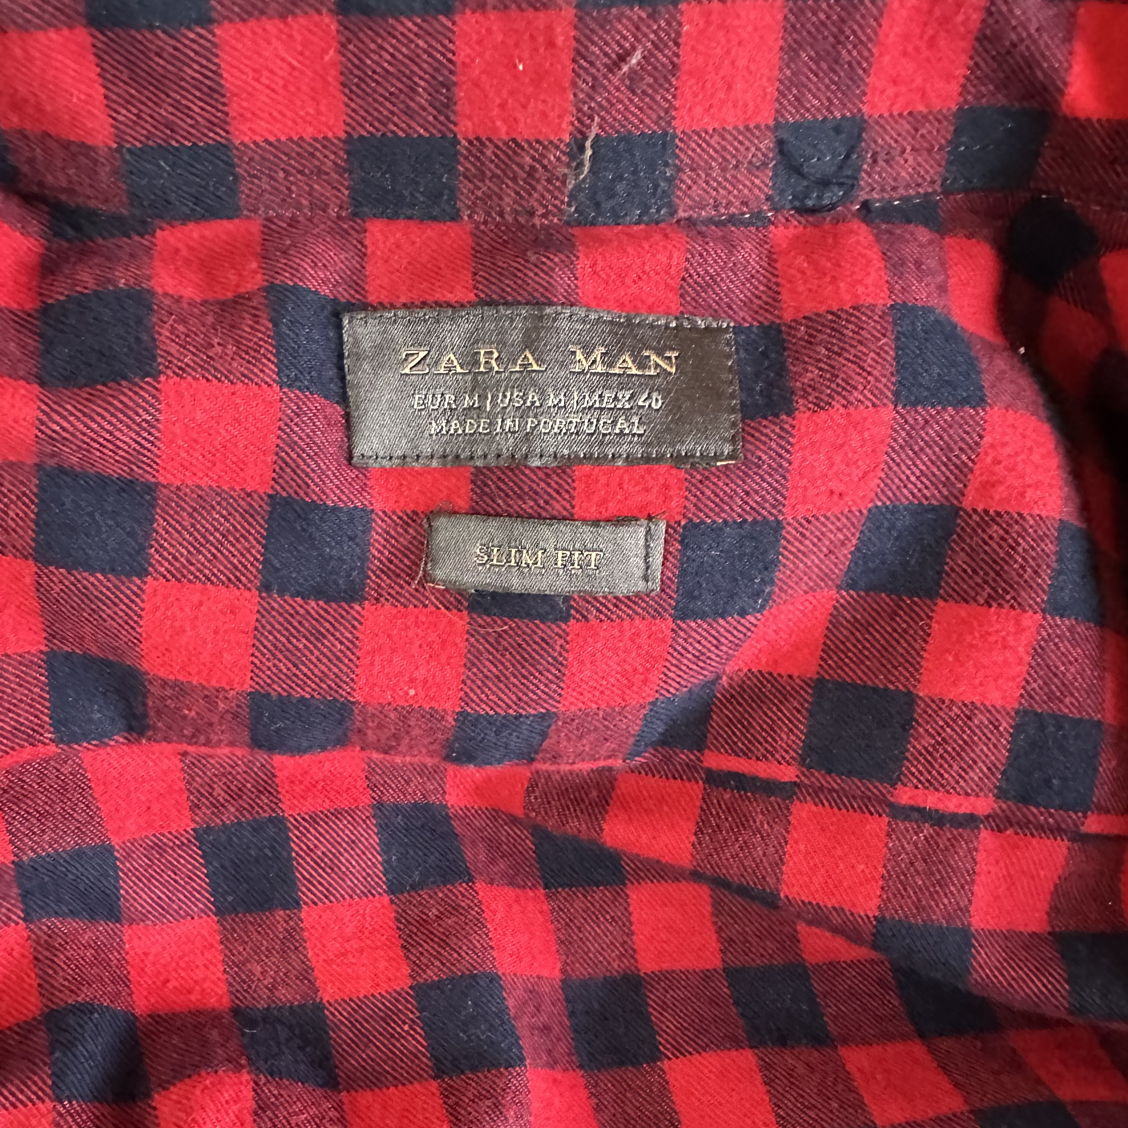 ZARA MAN
EUR M | USA M | MEX 40
MADE IN PORTUGAL
SLIM FIT